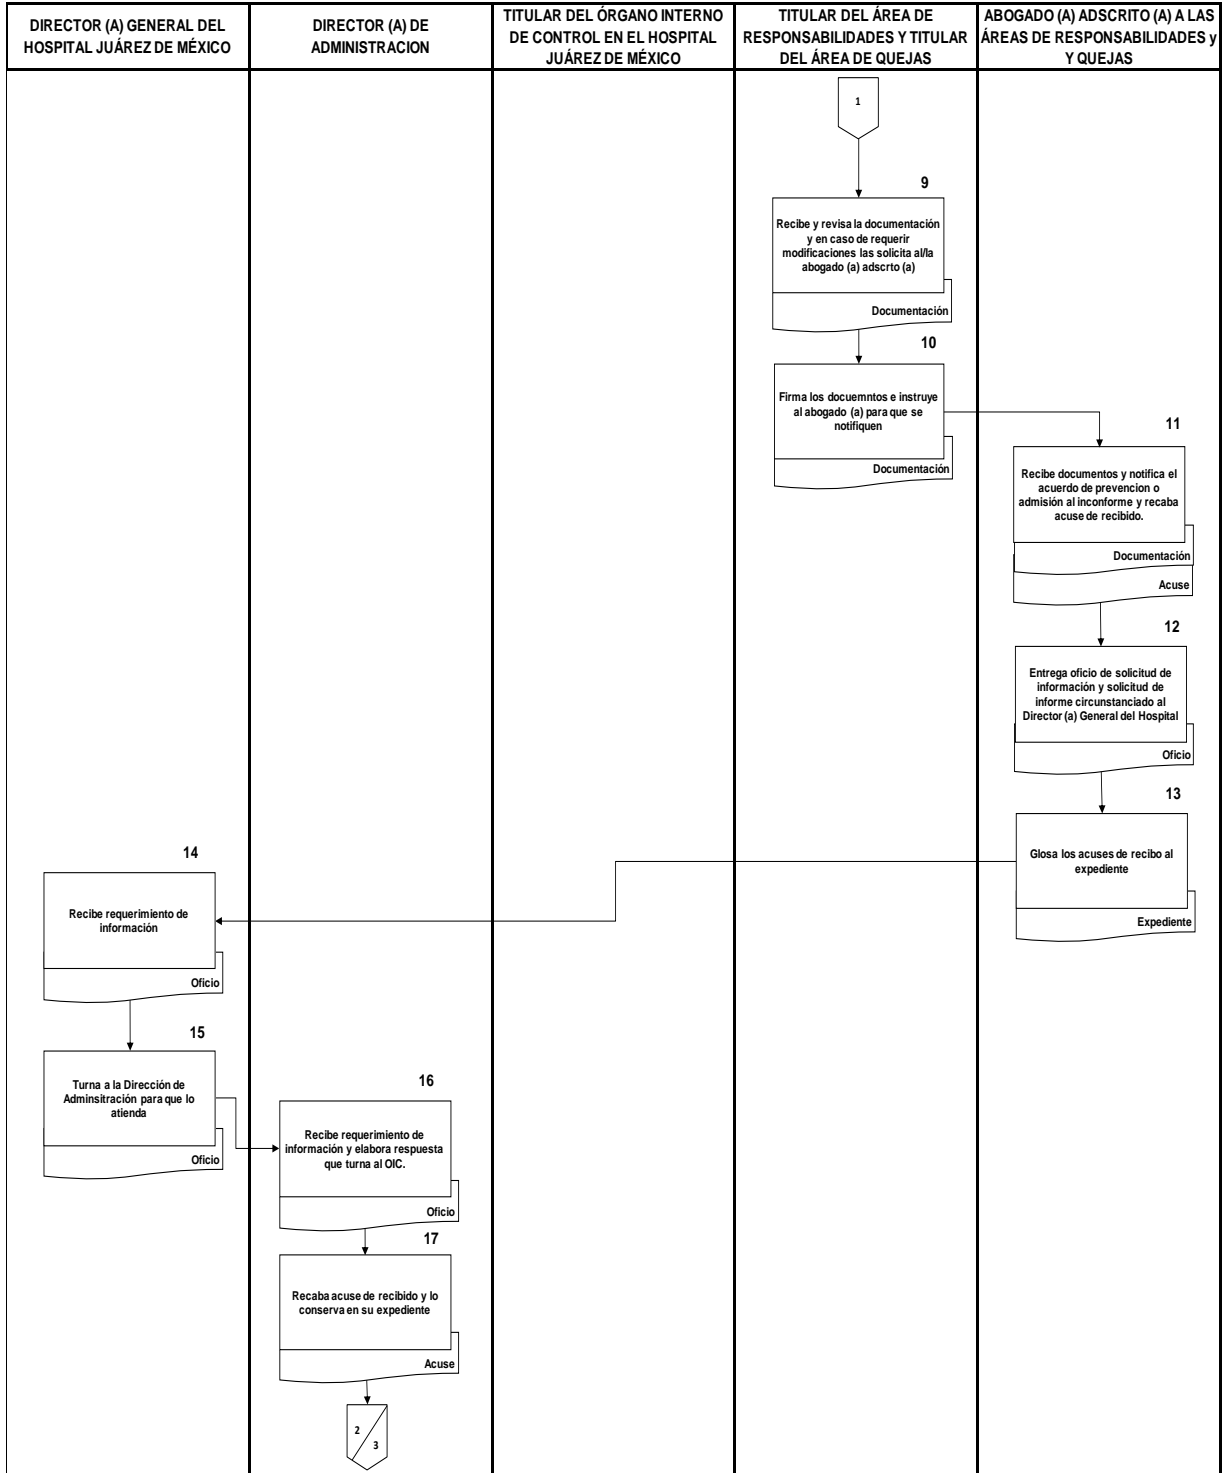 DIRECTOR (A) GENERAL DEL
HOSPITAL JUÁREZ DE MÉXICO
DIRECTOR (A) DE
ADMINISTRACION
TITULAR DEL ÓRGANO INTERNO
DE CONTROL EN EL HOSPITAL
JUÁREZ DE MÉXICO
TITULAR DEL ÁREA DE
RESPONSABILIDADES Y TITULAR
DEL ÁREA DE QUEJAS
ABOGADO (A) ADSCRITO (A) A LAS
ÁREAS DE RESPONSABILIDADES y
Y QUEJAS
1
9
Recibe y revisa la documentación
y en caso de requerir
modificaciones las solicita al/la
abogado (a) adscrto (a)
Documentación
10
Firma los docuemntos e instruye
al abogado (a) para que se
notifiquen
Documentación
11
Recibe documentos y notifica el
acuerdo de prevencion o
admisión al inconforme y recaba
acuse de recibido.
Documentación
Acuse
12
Entrega oficio de solicitud de
información y solicitud de
informe circunstanciado al
Director (a) General del Hospital
Oficio
13
Glosa los acuses de recibo al
expediente
Expediente
14
Recibe requerimiento de
información
Oficio
15
Turna a la Dirección de
Adminsitración para que lo
atienda
Oficio
16
Recibe requerimiento de
información y elabora respuesta
que turna al OIC.
Oficio
17
Recaba acuse de recibido y lo
conserva en su expediente
Acuse
2
3